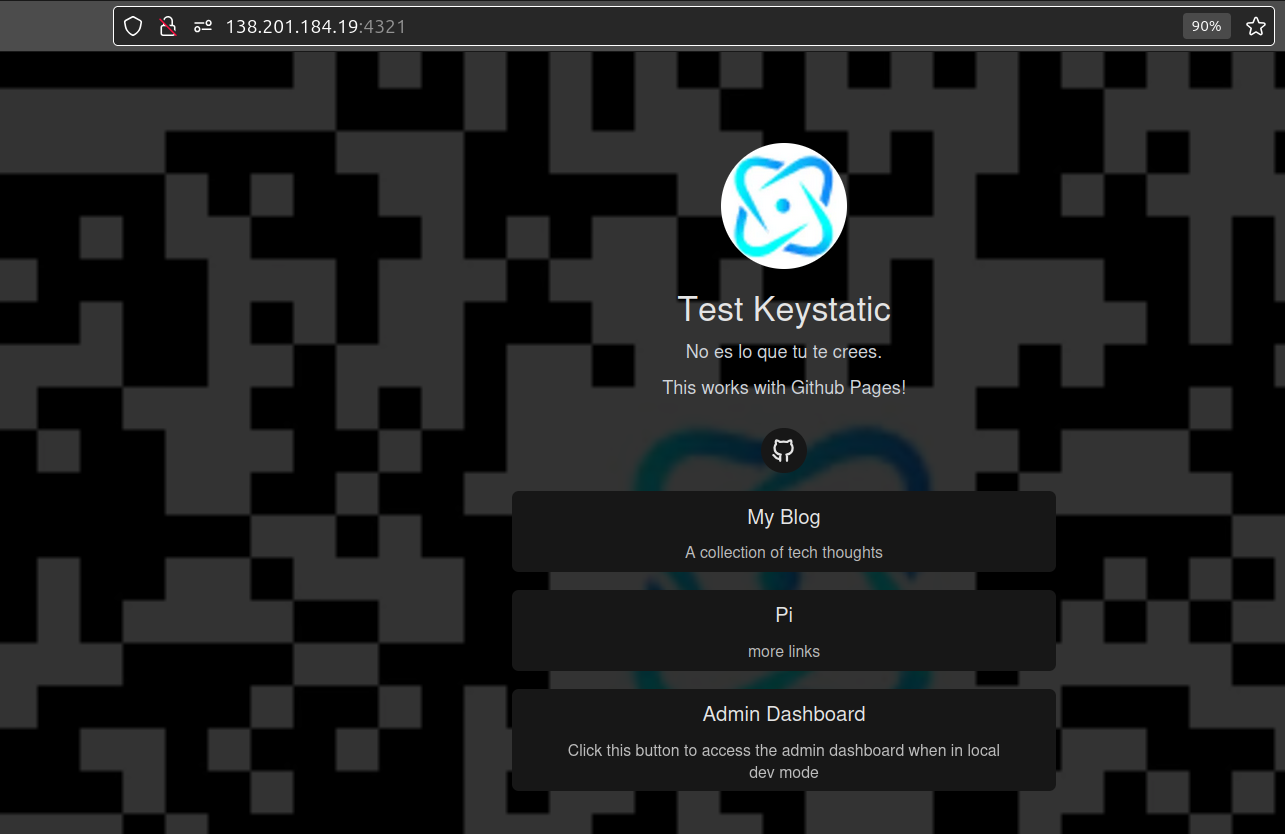 138.201.184.19:4321
90%
Test Keystatic
No es lo que tu te crees.
This works with Github Pages!
My Blog
A collection of tech thoughts
Pi
more links
Admin Dashboard
Click this button to access the admin dashboard when in local
dev mode